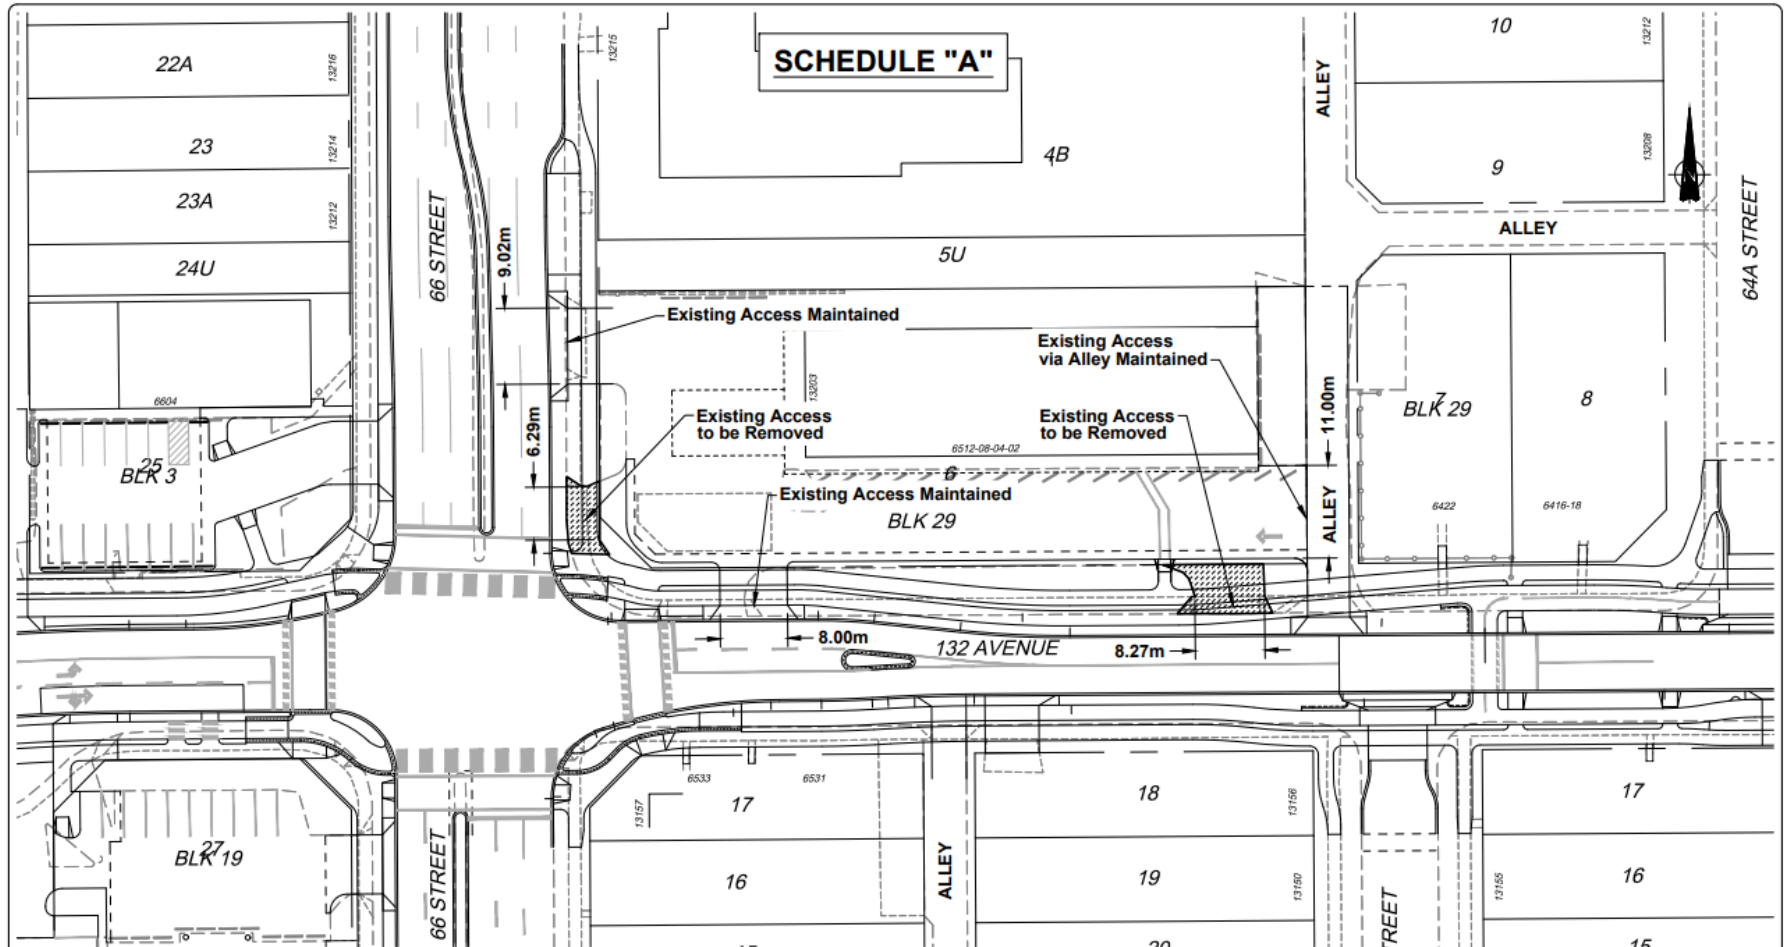 SCHEDULE "A"
22A
13216
13215
ALLEY
10
13212
23
13214
4B
9
13208
23A
13212
66 STREET
ALLEY
64A STREET
24U
9.02m
5U
Existing Access Maintained
Existing Access
via Alley Maintained
13203
11.00m
6604
6.29m
Existing Access
to be Removed
Existing Access
to be Removed
7
BLK 29
8
6512-08-04-02
25
BLK 3
6
Existing Access Maintained
BLK 29
ALLEY
6422
6416-18
8.00m
132 AVENUE
8.27m
6533
6531
13157
17
18
13156
17
27
BLK 19
66 STREET
ALLEY
16
19
13150
13155
16